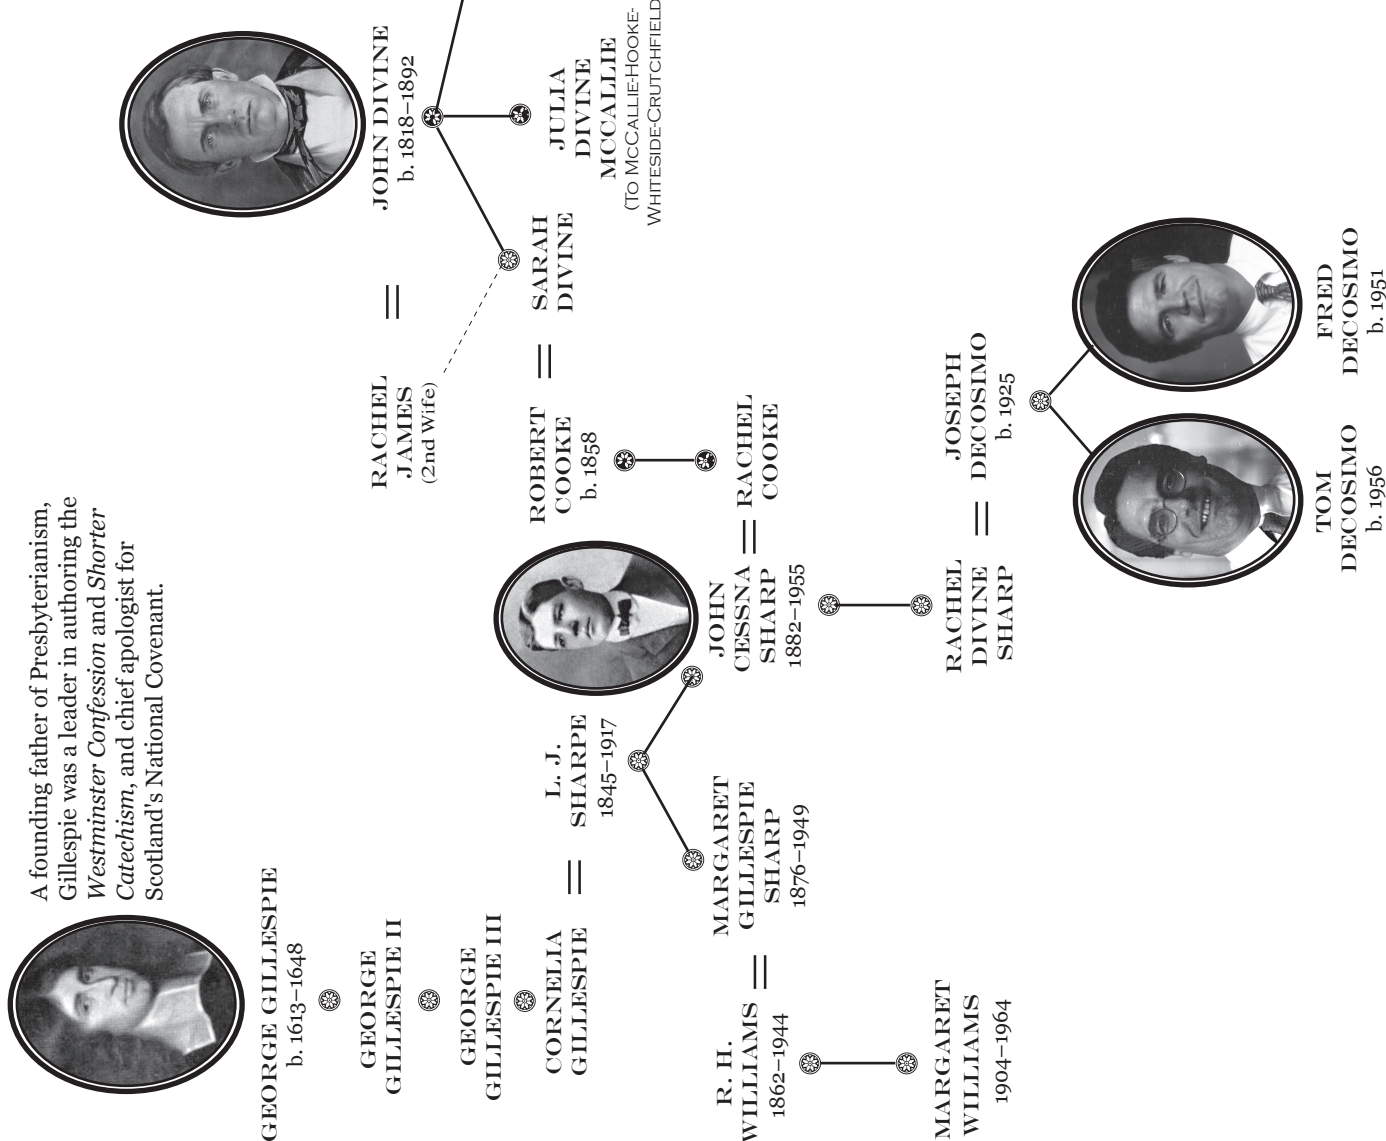 A founding father of Presbyterianism,
Gillespie was a leader in authoring the
Westminster Confession and Shorter
Catechism, and chief apologist for
Scotland's National Covenant.
GEORGE GILLESPIE
b. 1613–1648
GEORGE
GILLESPIE II
GEORGE
GILLESPIE III
CORNELIA
GILLESPIE
=
L. J.
SHARPE
1845–1917
RACHEL
JAMES
(2nd Wife)
=
JOHN DIVINE
b. 1818–1892
ROBERT
COOKE
b. 1858
=
SARAH
DIVINE
JULIA
DIVINE
MCCALLIE
(To McCallie-Hooke-
Whiteside-Crutchfield
R. H.
WILLIAMS
1862–1944
=
MARGARET
GILLESPIE
SHARP
1876–1949
JOHN
CESSNA
SHARP
1882–1955
=
RACHEL
COOKE
MARGARET
WILLIAMS
1904–1964
RACHEL
DIVINE
SHARP
=
JOSEPH
DECOSIMO
b. 1925
TOM
DECOSIMO
b. 1956
FRED
DECOSIMO
b. 1951